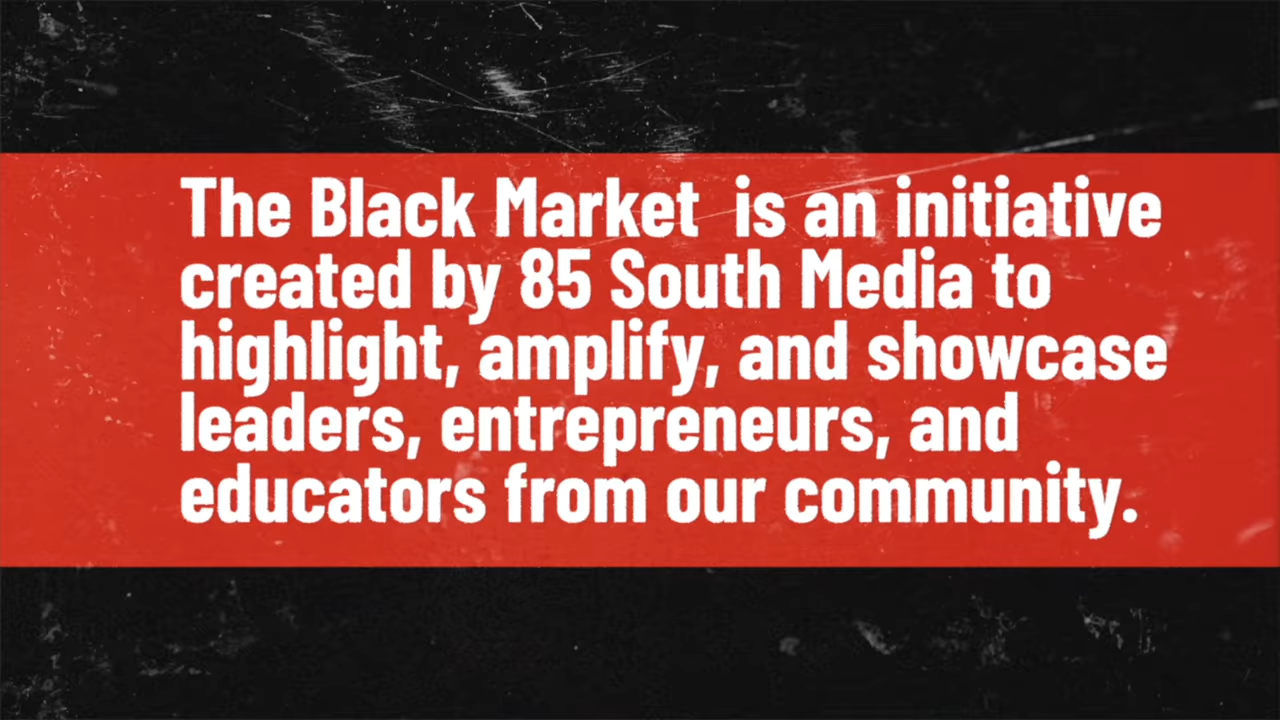 The Black Market  is an initiative
created by 85 South Media to
highlight, amplify, and showcase
leaders, entrepreneurs, and
educators from our community.